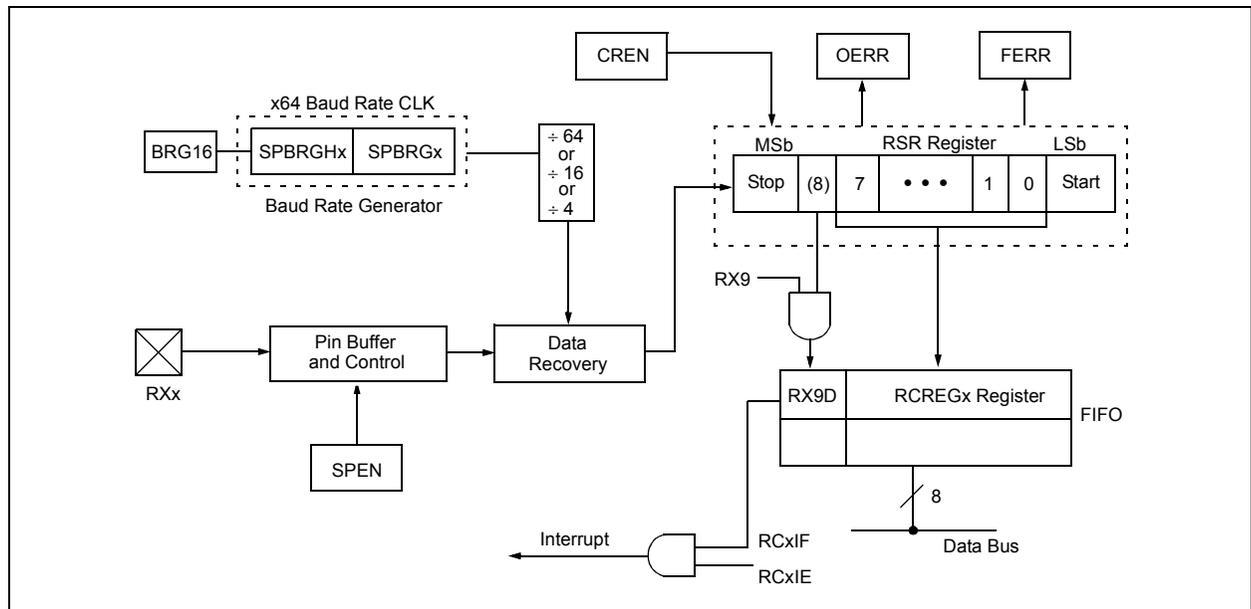 CREN
OERR
FERR
x64 Baud Rate CLK
BRG16
SPBRGHx
SPBRGx
Baud Rate Generator
÷ 64
or
÷ 16
or
÷ 4
MSb
RSR Register
LSb
Stop
(8)
7
• • •
1
0
Start
RX9
RXx
Pin Buffer
and Control
Data
Recovery
SPEN
RX9D
RCREGx Register
FIFO
8
Data Bus
Interrupt
RCxIF
RCxIE